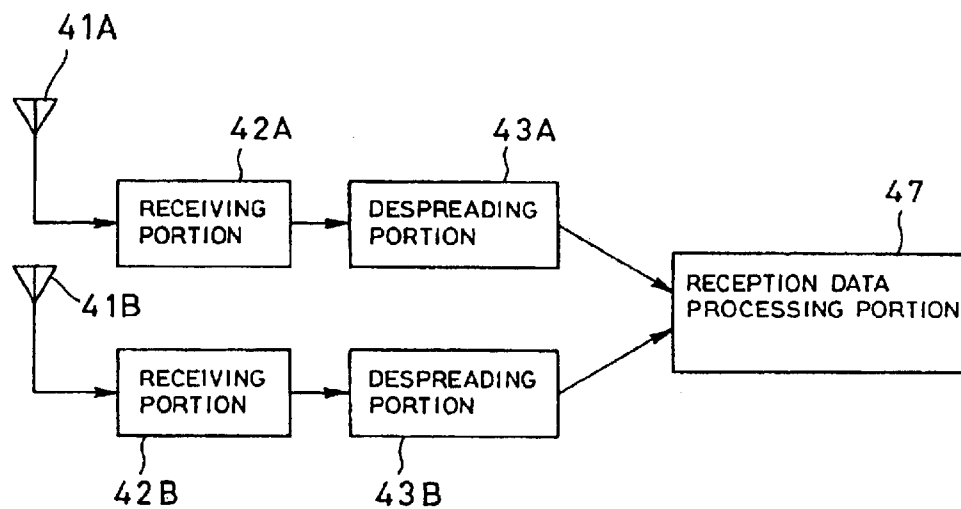 41A
42A
43A
RECEIVING
PORTION
DESPREADING
PORTION
47
RECEPTION DATA
PROCESSING PORTION
41B
RECEIVING
PORTION
DESPREADING
PORTION
42B
43B